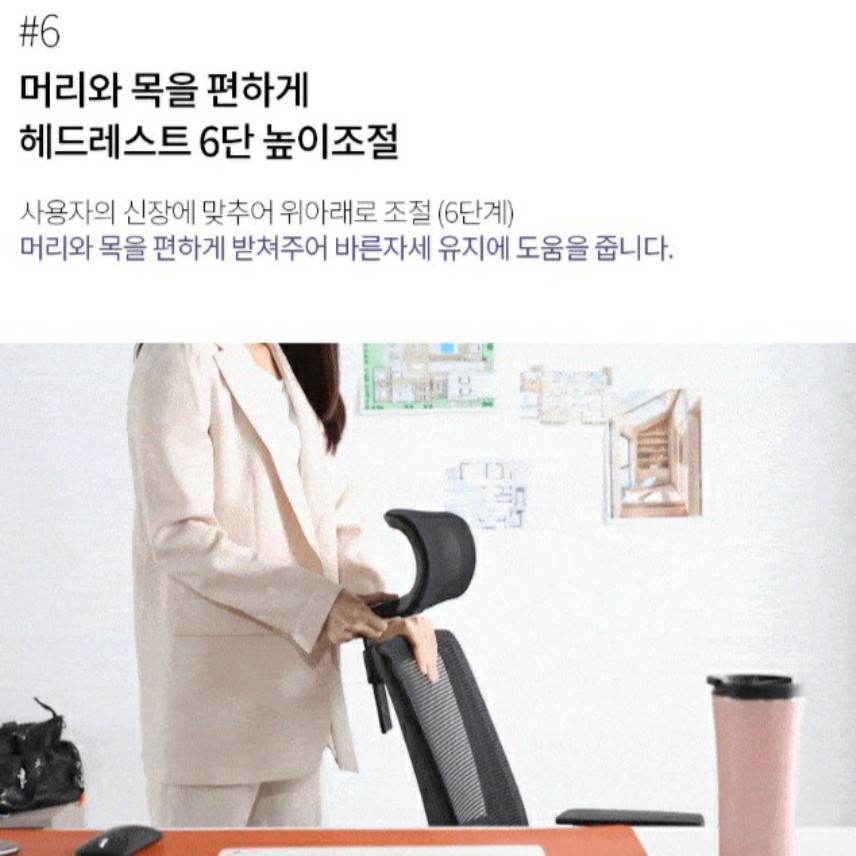 #6
머리와 목을 편하게
헤드레스트 6단 높이조절
사용자의 신장에 맞추어 위아래로 조절 (6단계)
머리와 목을 편하게 받쳐주어 바른자세 유지에 도움을 줍니다.